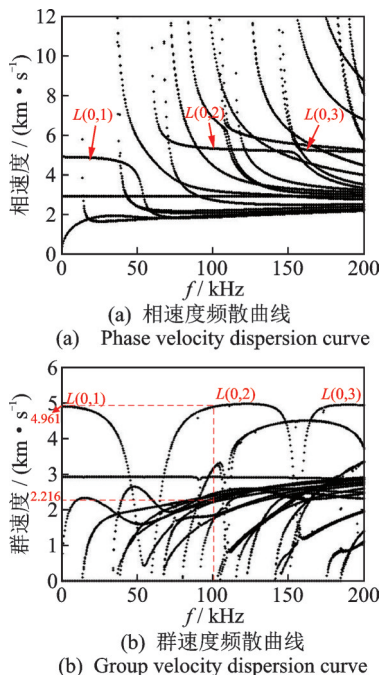 12
10
8
6
4
2
0
相速度 / (km • s⁻¹)
L(0,1)
L(0,2)
L(0,3)
0 50 100 150 200
f / kHz
(a) 相速度频散曲线
(a) Phase velocity dispersion curve
6
5
4.961
4
3
2.216
2
1
0
群速度 / (km • s⁻¹)
L(0,1)
L(0,2)
L(0,3)
0 50 100 150 200
f / kHz
(b) 群速度频散曲线
(b) Group velocity dispersion curve